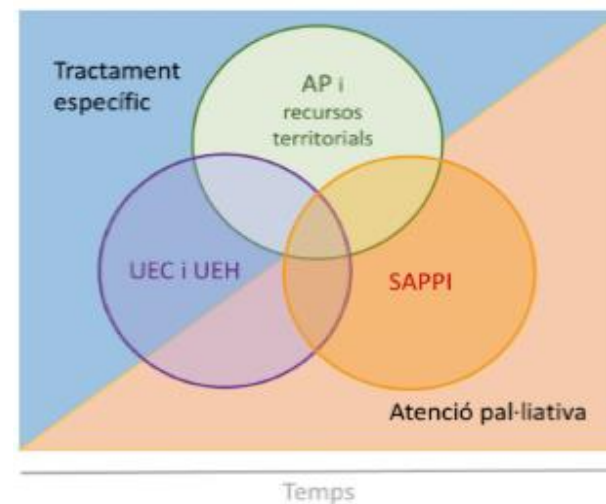 Tractament
específic
AP i
recursos
territorials
UEC i UEH
SAPPI
Atenció pal·liativa
Temps